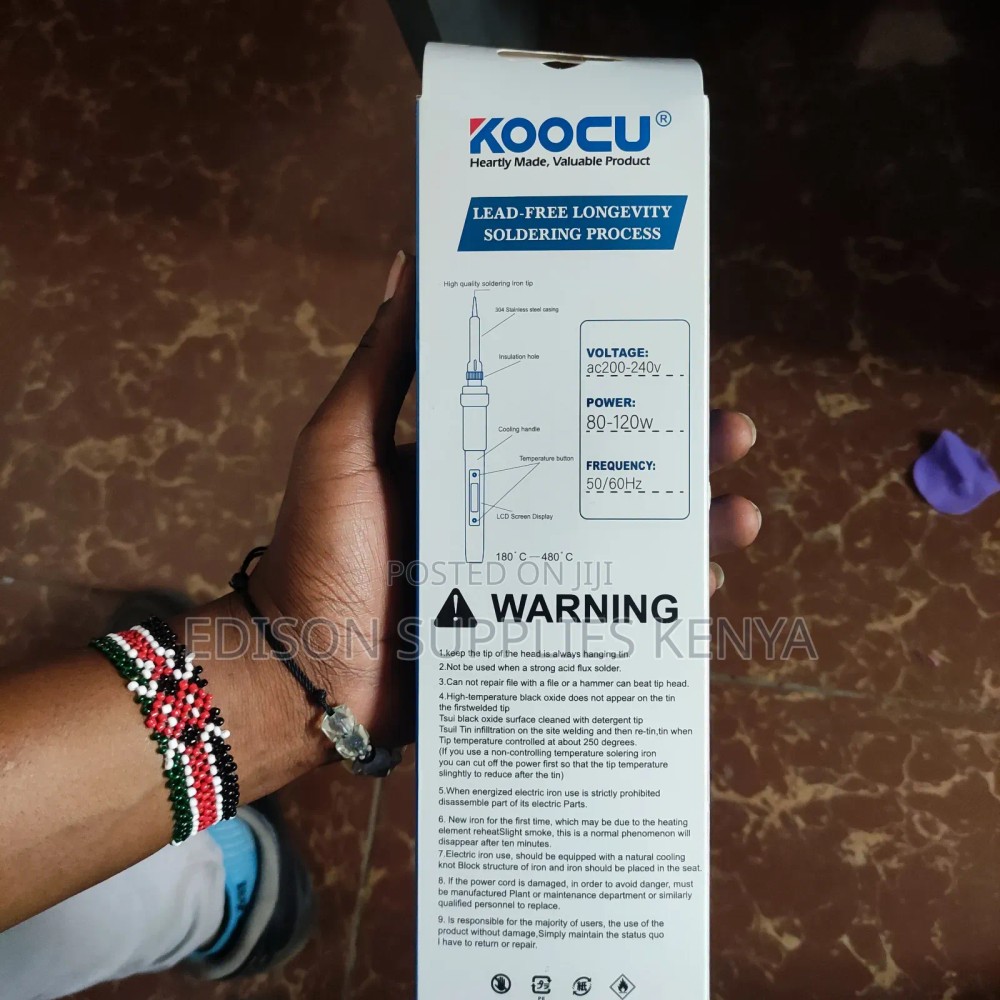 KOOCU®
Heartly Made, Valuable Product
LEAD-FREE LONGEVITY
SOLDERING PROCESS
High quality soldering iron tip
304 Stainless steel casing
Insulation hole
Cooling handle
Temperature button
LCD Screen Display
180°C—480°C
VOLTAGE:
ac200-240v
POWER:
80-120w
FREQUENCY:
50/60Hz
POSTED ON JIJI
EDISON SUPPLIES KENYA
WARNING
1.keep the tip of the head is always hanging tin
2.Not be used when a strong acid flux solder.
3.Can not repair file with a file or a hammer can beat tip head.
4.High-temperature black oxide does not appear on the tin
the firstwelded tip
Tsui black oxide surface cleaned with detergent tip
Tsuil Tin infilltration on the site welding and then re-tin,tin when
Tip temperature controlled at about 250 degrees.
(If you use a non-controlling temperature solering iron
you can cut off the power first so that the tip temperature
slinghtly to reduce after the tin)
5.When energized electric iron use is strictly prohibited
disassemble part of its electric Parts.
6. New iron for the first time, which may be due to the heating
element reheatSlight smoke, this is a normal phenomenon will
disappear after ten minutes.
7.Electric iron use, should be equipped with a natural cooling
knot Block structure of iron and iron should be placed in the seat.
8. If the power cord is damaged, in order to avoid danger, must
be manufactured Plant or maintenance department or similarly
qualified personnel to replace.
9. Is responsible for the majority of users, the use of the
product without damage,Simply maintain the status quo
I have to return or repair.
PE
紙